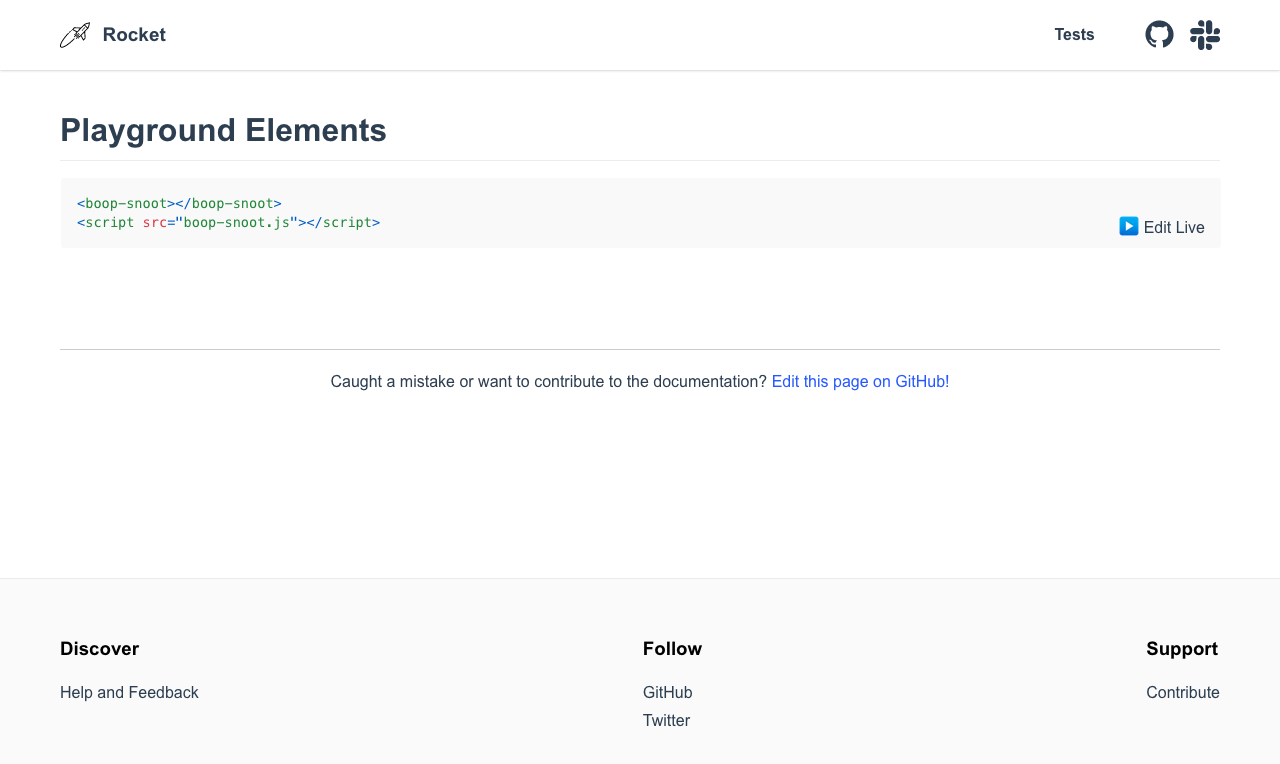 Rocket
Tests
Playground Elements
<boop-snoot></boop-snoot>
<script src="boop-snoot.js"></script>
Edit Live
Caught a mistake or want to contribute to the documentation? Edit this page on GitHub!
Discover
Help and Feedback
Follow
GitHub
Twitter
Support
Contribute